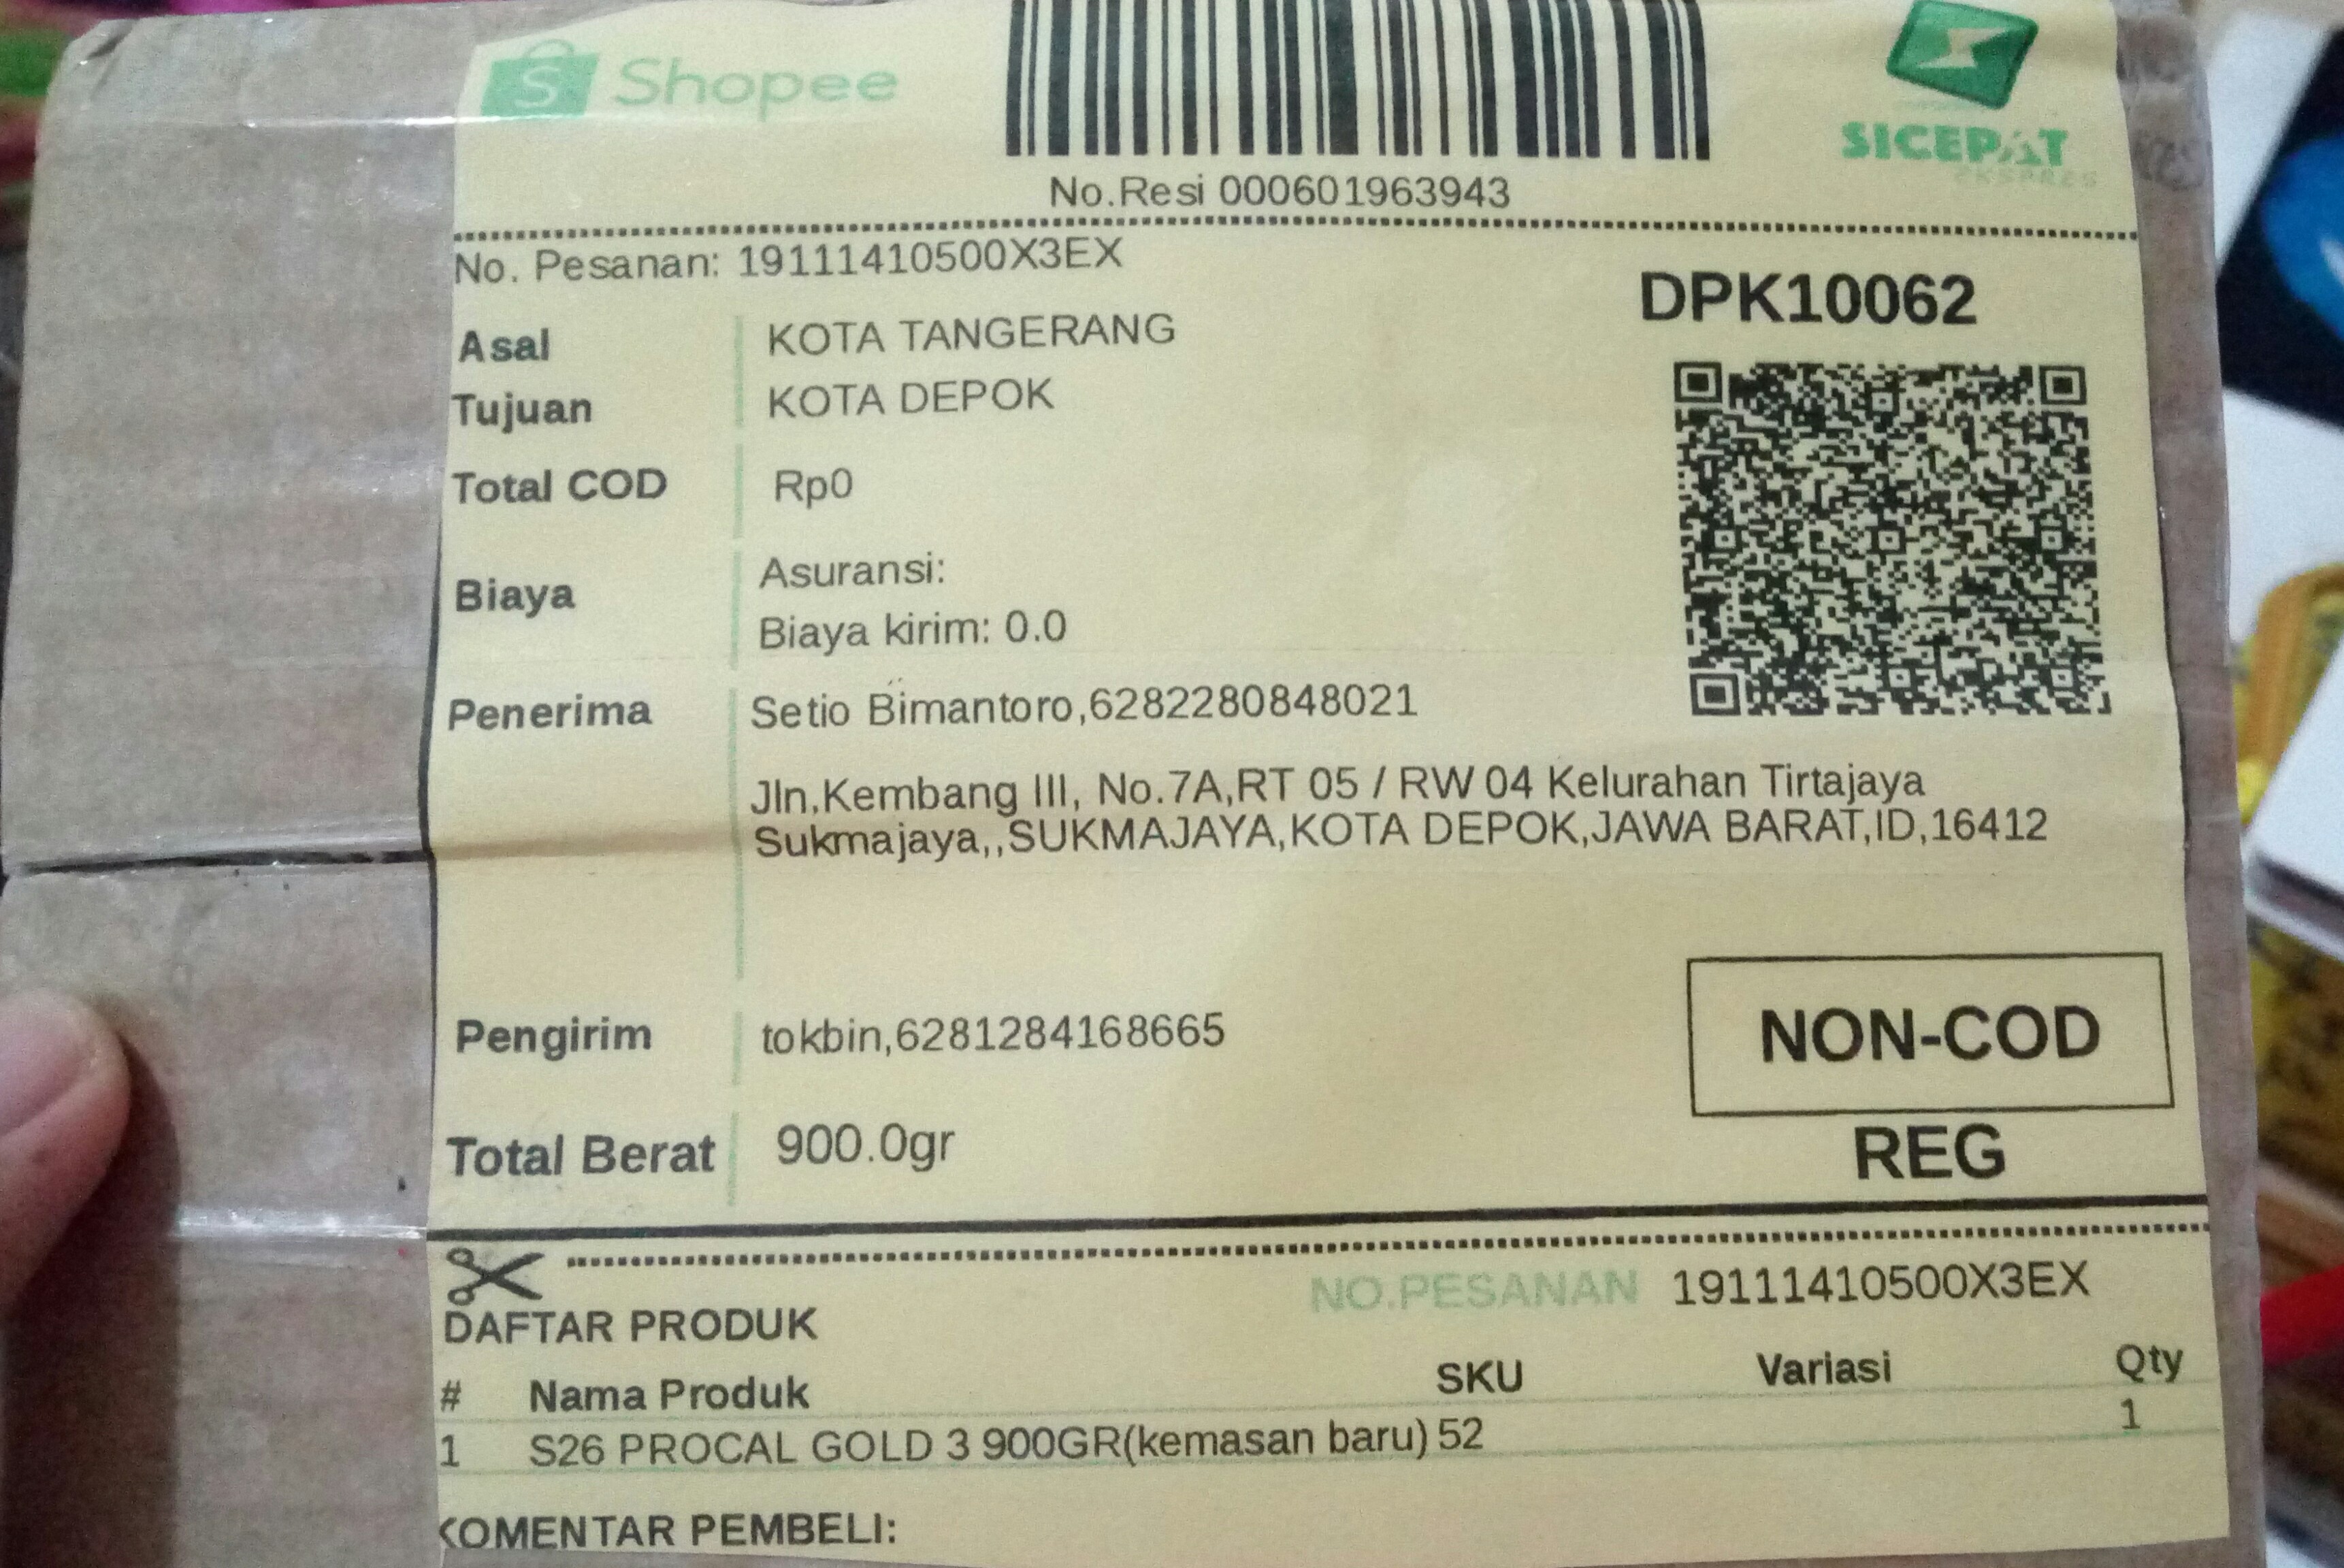 Shopee
SICEPAT
EKSPRES
No.Resi 000601963943
No. Pesanan: 19111410500X3EX
DPK10062
Asal KOTA TANGERANG
Tujuan KOTA DEPOK
Total COD Rp0
Biaya Asuransi:
Biaya kirim: 0.0
Penerima Setio Bimantoro,6282280848021
Jln,Kembang III, No.7A,RT 05 / RW 04 Kelurahan Tirtajaya
Sukmajaya,,SUKMAJAYA,KOTA DEPOK,JAWA BARAT,ID,16412
Pengirim tokbin,6281284168665
NON-COD
Total Berat 900.0gr
REG
NO.PESANAN 19111410500X3EX
DAFTAR PRODUK
# Nama Produk SKU Variasi Qty
1 S26 PROCAL GOLD 3 900GR(kemasan baru) 52 1
KOMENTAR PEMBELI: